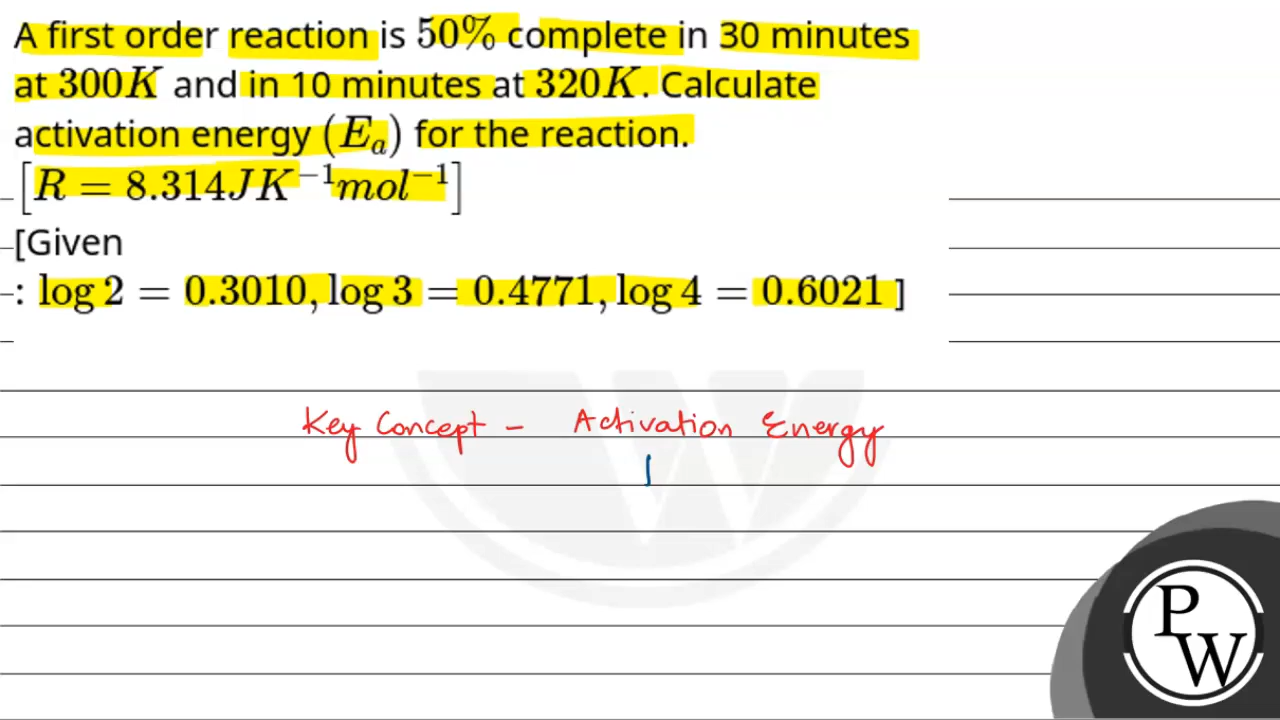 A first order reaction is 50% complete in 30 minutes
at 300K and in 10 minutes at 320K. Calculate
activation energy (Eₐ) for the reaction.
[R = 8.314JK⁻¹mol⁻¹]
[Given
: log 2 = 0.3010, log 3 = 0.4771, log 4 = 0.6021 ]
Key Concept - Activation Energy
PW